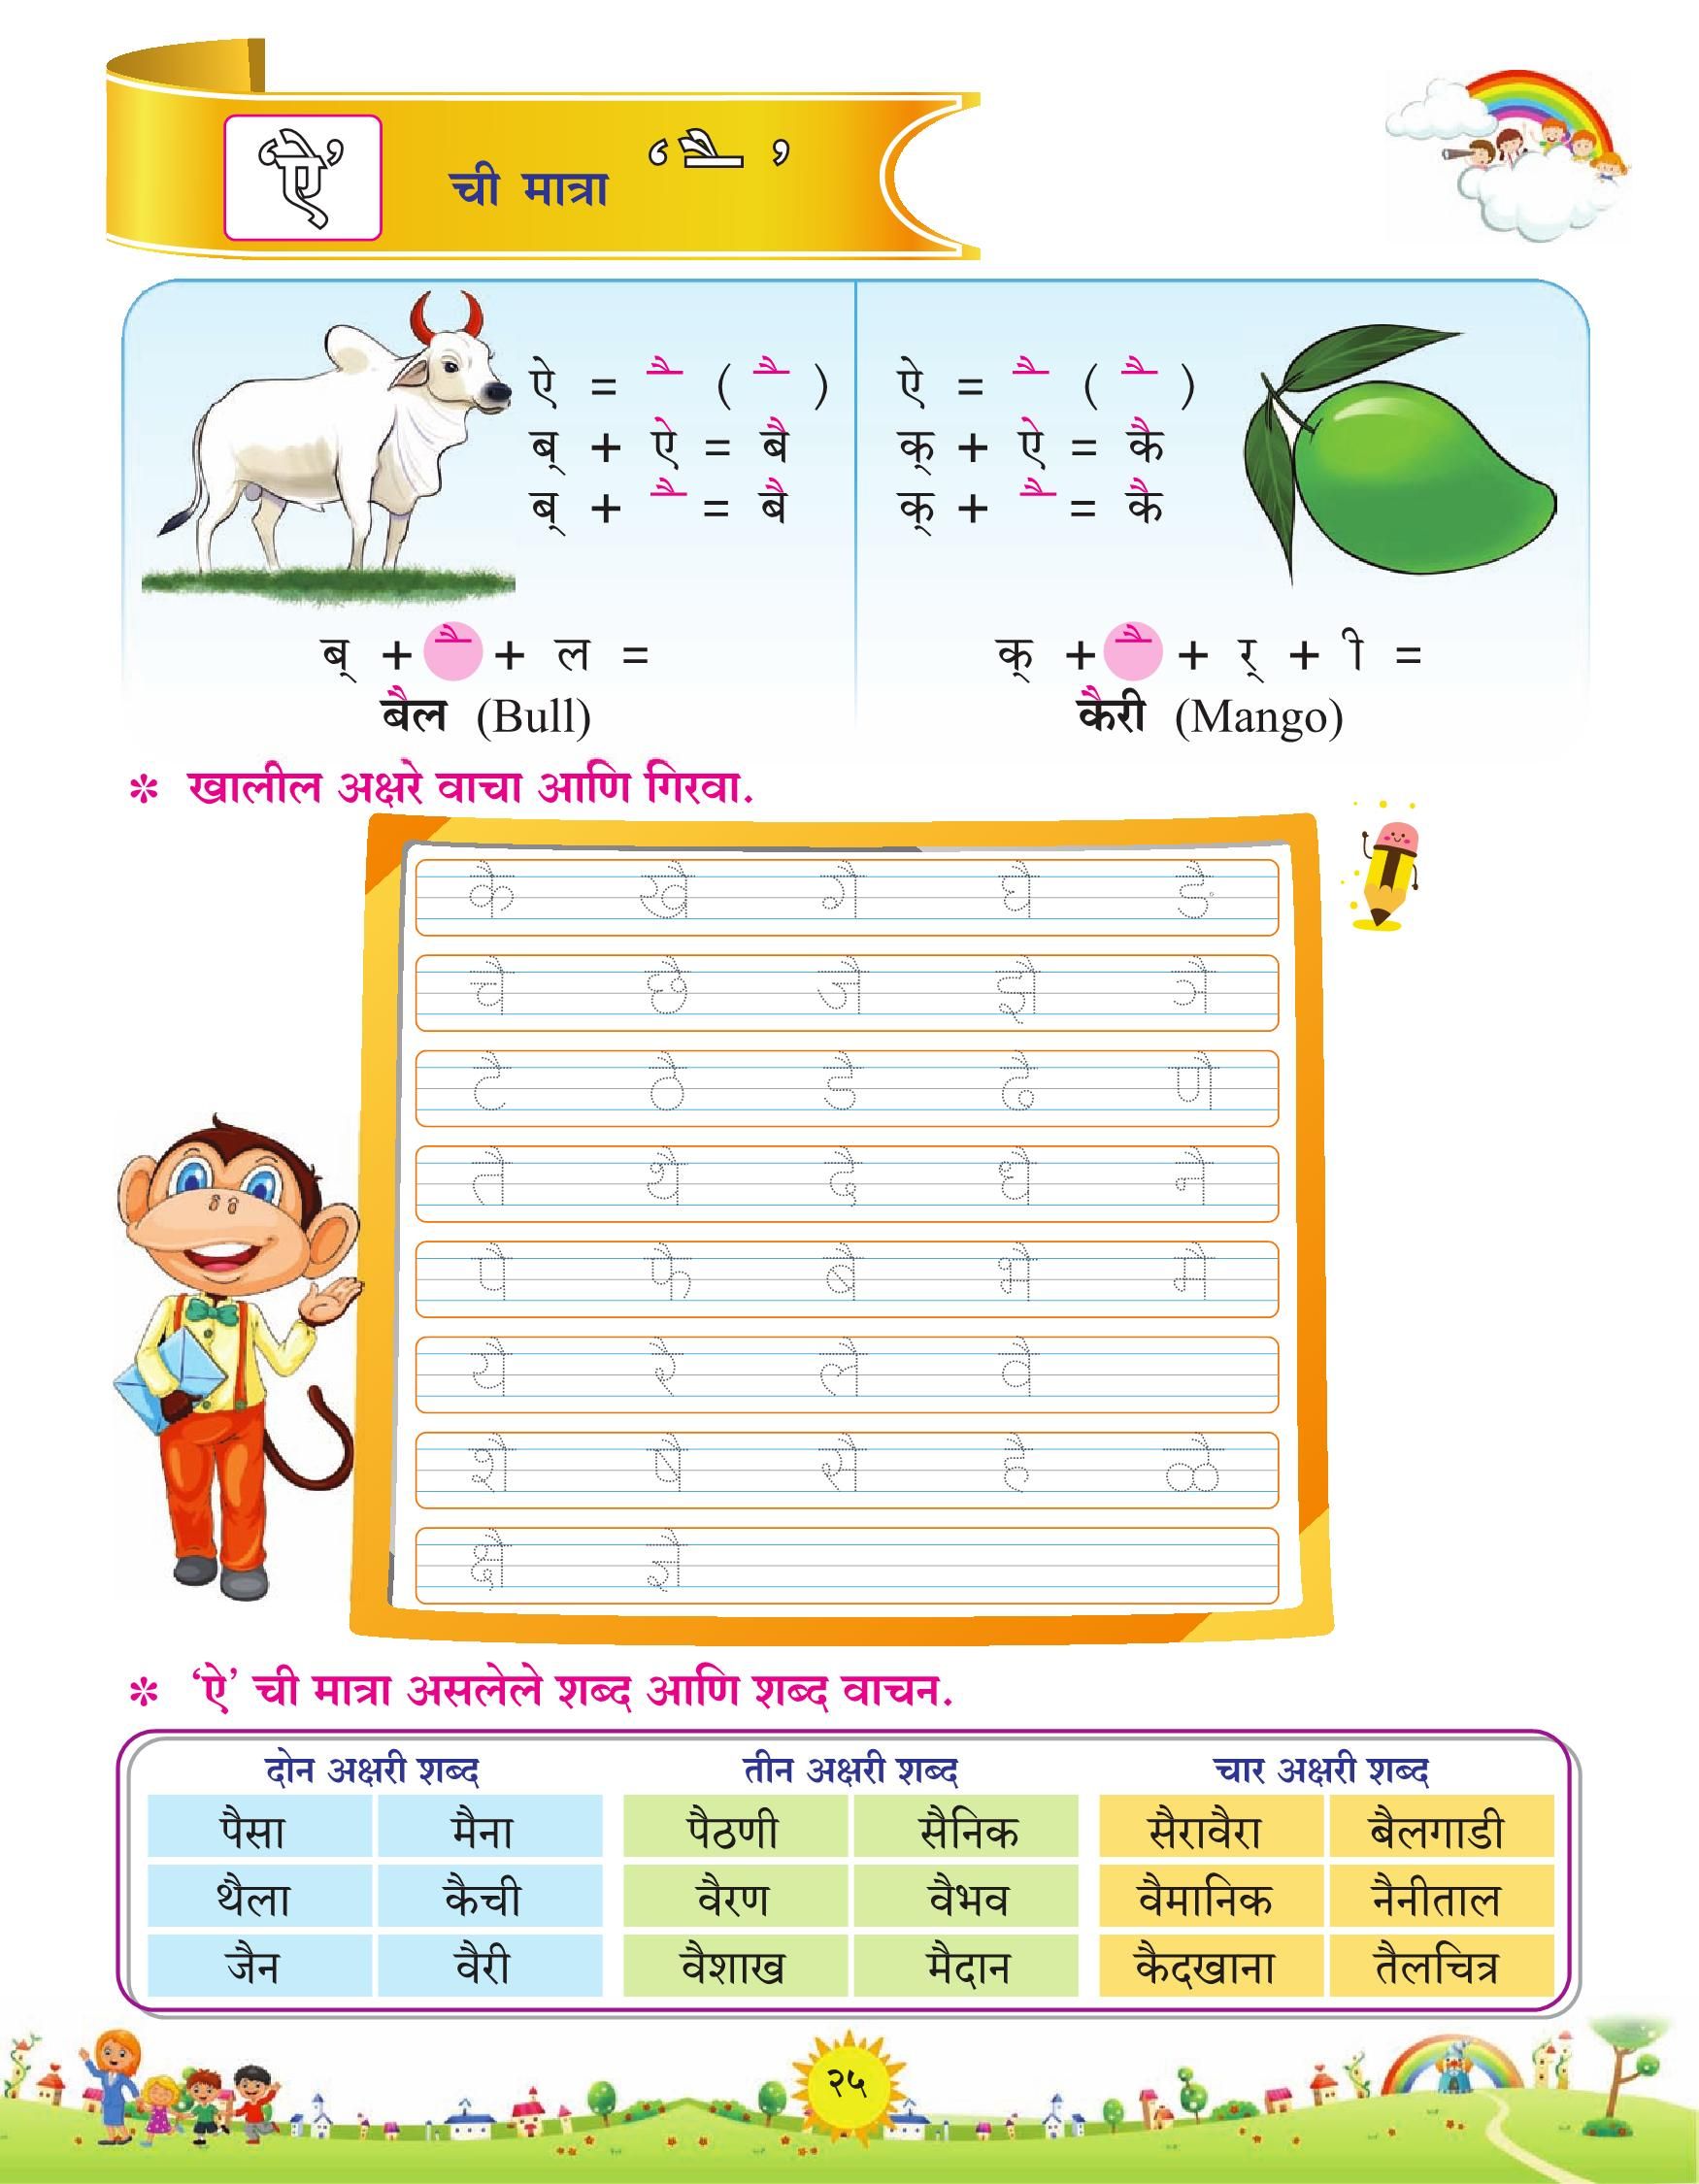 ‘ऐ’ ची मात्रा ‘ ै ’
ऐ = ै ( ै )
ब् + ऐ = बै
ब् + ै = बै
ब् + ै + ल =
बैल (Bull)
ऐ = ै ( ै )
क् + ऐ = कै
क् + ै = कै
क् + ै + र् + ी =
कैरी (Mango)
* खालील अक्षरे वाचा आणि गिरवा.
कै खै गै घै ङै
चै छै जै झै ञै
टै ठै डै ढै णै
तै थै दै धै नै
पै फै बै भै मै
यै रै लै वै
शै षै सै है ळै
क्षै ज्ञै
* ‘ऐ’ ची मात्रा असलेले शब्द आणि शब्द वाचन.
दोन अक्षरी शब्द तीन अक्षरी शब्द चार अक्षरी शब्द
पैसा मैना पैठणी सैनिक सैरावैरा बैलगाडी
थैला कैची वैरण वैभव वैमानिक नैनीताल
जैन वैरी वैशाख मैदान कैदखाना तैलचित्र
२५